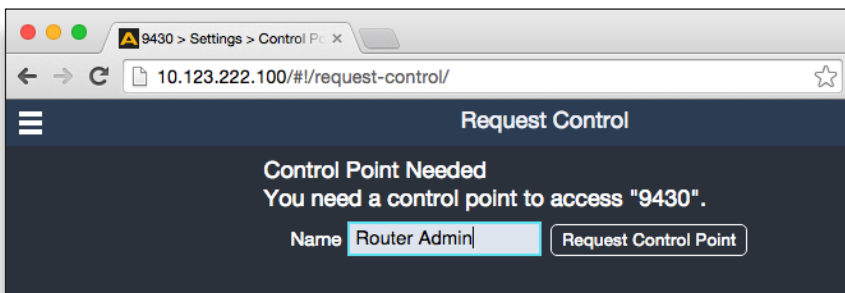 9430 > Settings > Control Po
10.123.222.100/#!/request-control/
Request Control
Control Point Needed
You need a control point to access "9430".
Name Router Admin Request Control Point